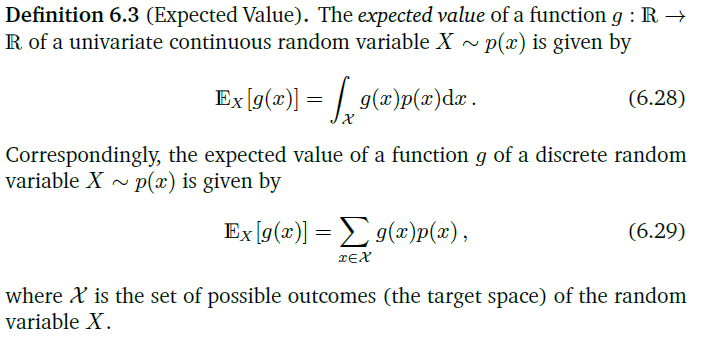 Definition 6.3 (Expected Value). The expected value of a function g : ℝ →
ℝ of a univariate continuous random variable X ∼ p(x) is given by
𝔼_X[g(x)] = ∫_𝒳 g(x)p(x)dx . (6.28)
Correspondingly, the expected value of a function g of a discrete random
variable X ∼ p(x) is given by
𝔼_X[g(x)] = ∑_{x∈𝒳} g(x)p(x) , (6.29)
where 𝒳 is the set of possible outcomes (the target space) of the random
variable X.